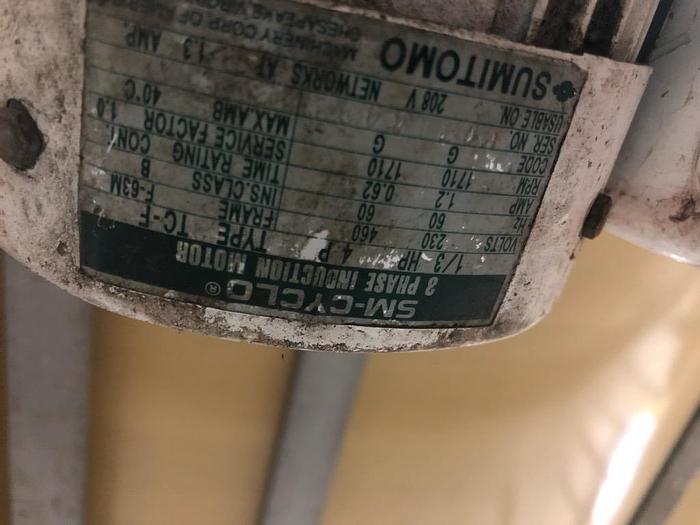 SM-CYCLO®
3 PHASE INDUCTION MOTOR
1/3 HP 4 P TYPE TC-F
VOLTS 230 460 FRAME F-63M
Hz 60 60 INS.CLASS B
AMP 1.2 0.62 TIME RATING CONT.
RPM 1710 1710 SERVICE FACTOR 1.0
CODE G G MAX AMB 40°C
SER NO.
USABLE ON 208 V NETWORKS AT 1.3 AMP.
SUMITOMO
MACHINERY CORP OF
CHESAPEAKE